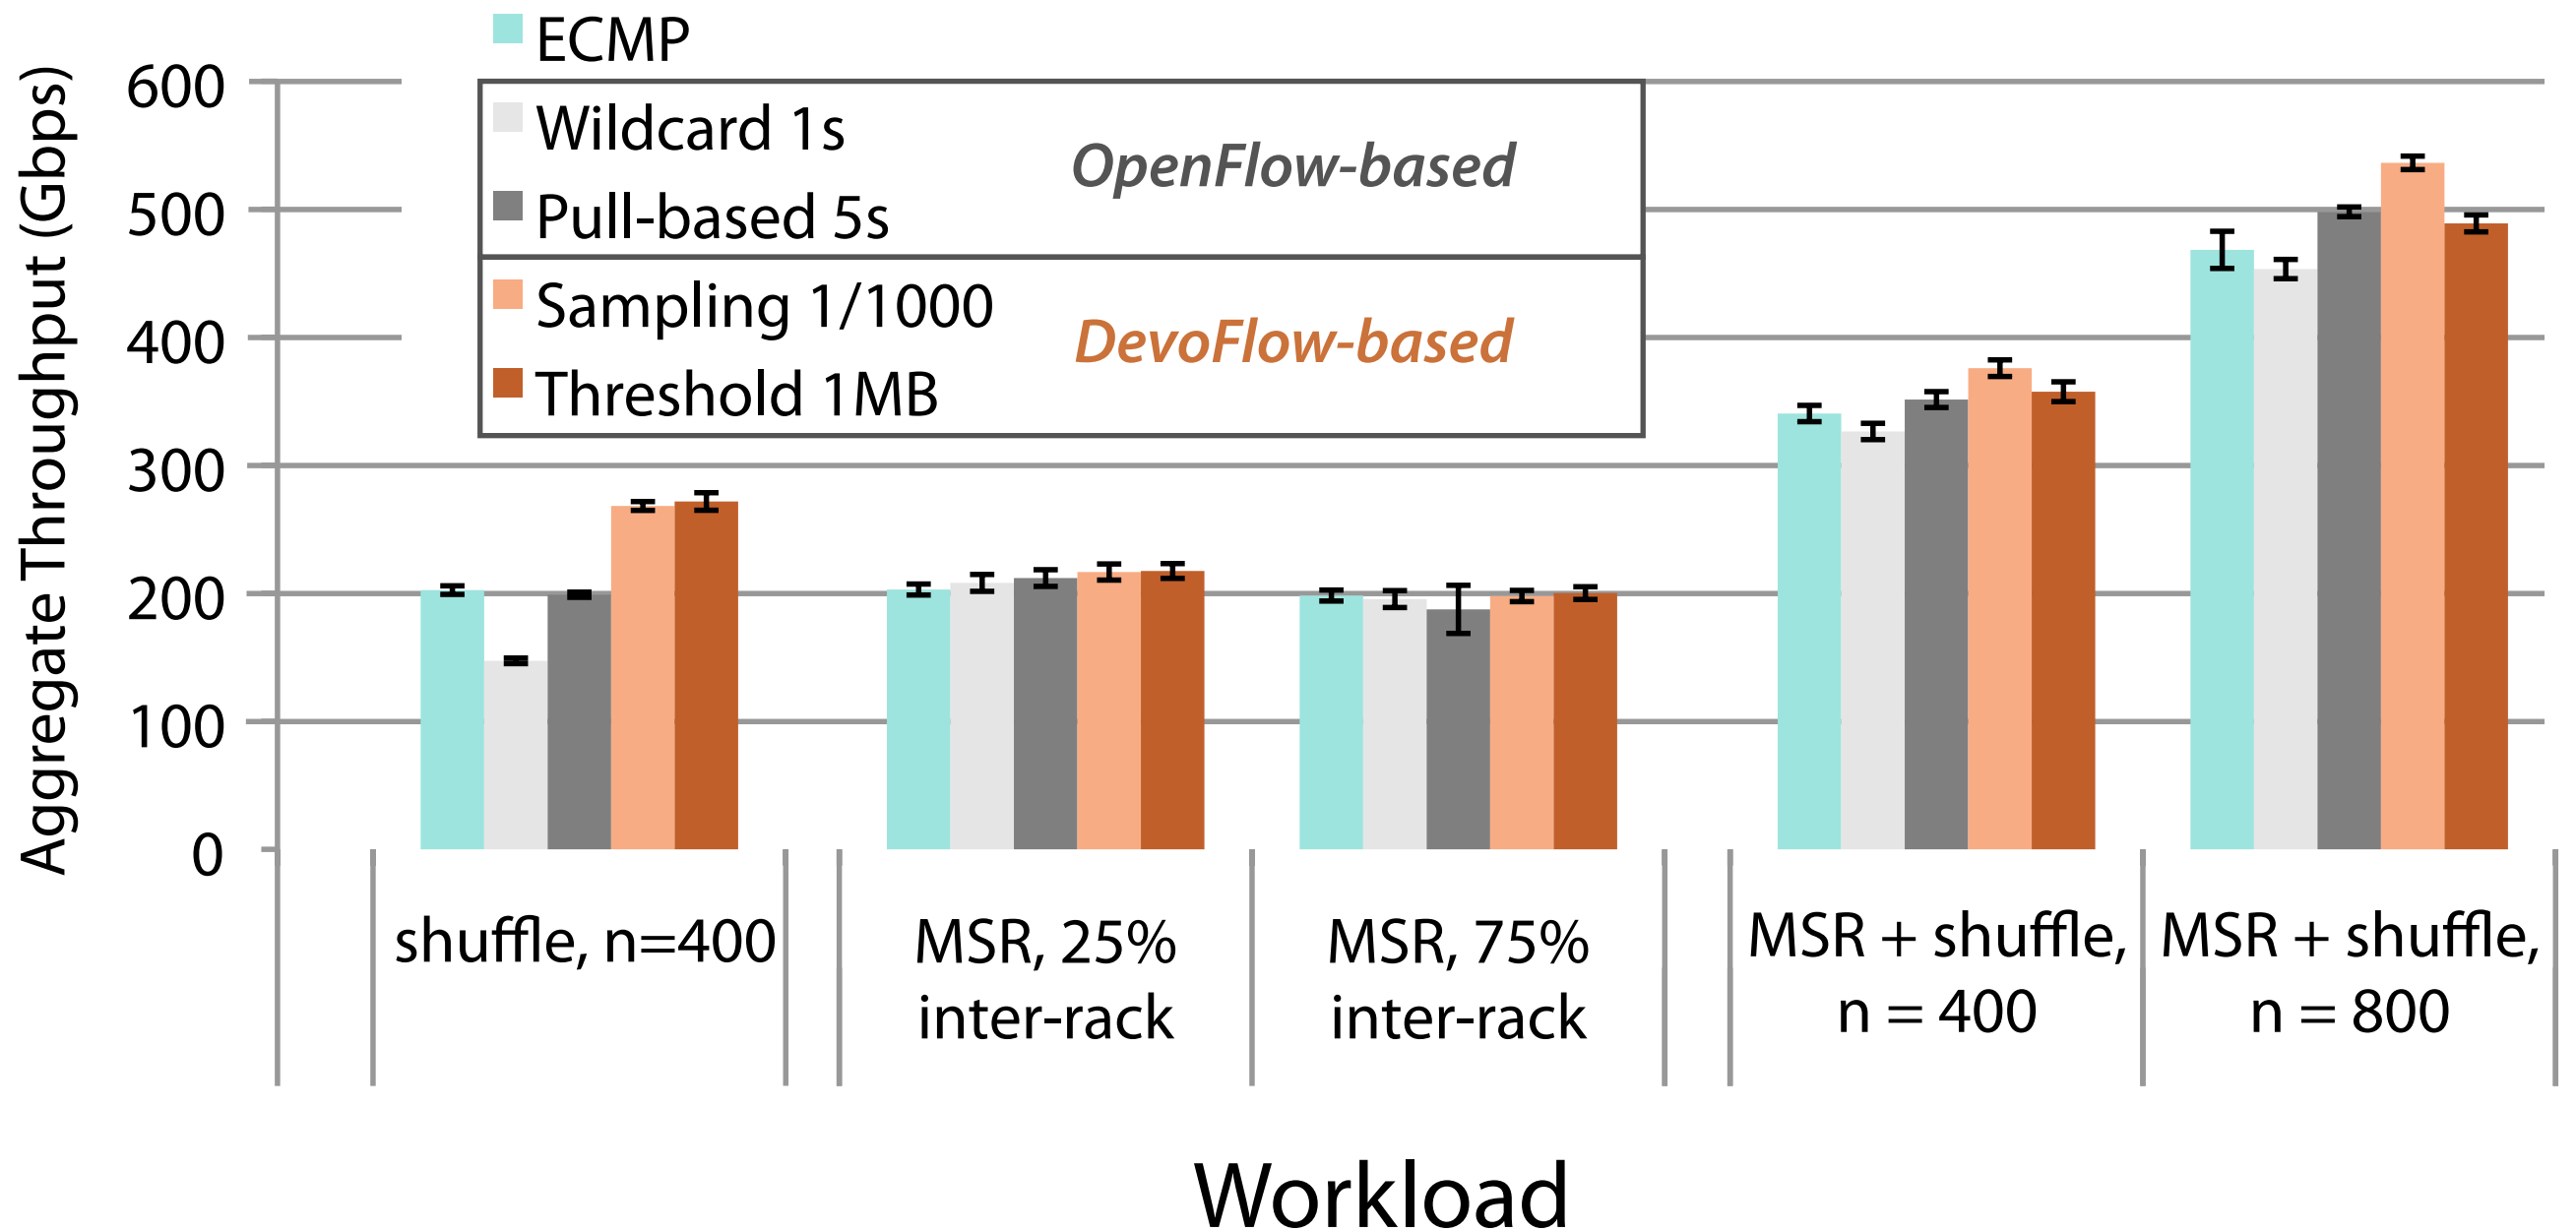 ECMP
Wildcard 1s
Pull-based 5s
OpenFlow-based
Sampling 1/1000
Threshold 1MB
DevoFlow-based
Aggregate Throughput (Gbps)
600
500
400
300
200
100
0
shuffle, n=400
MSR, 25%
inter-rack
MSR, 75%
inter-rack
MSR + shuffle,
n = 400
MSR + shuffle,
n = 800
Workload